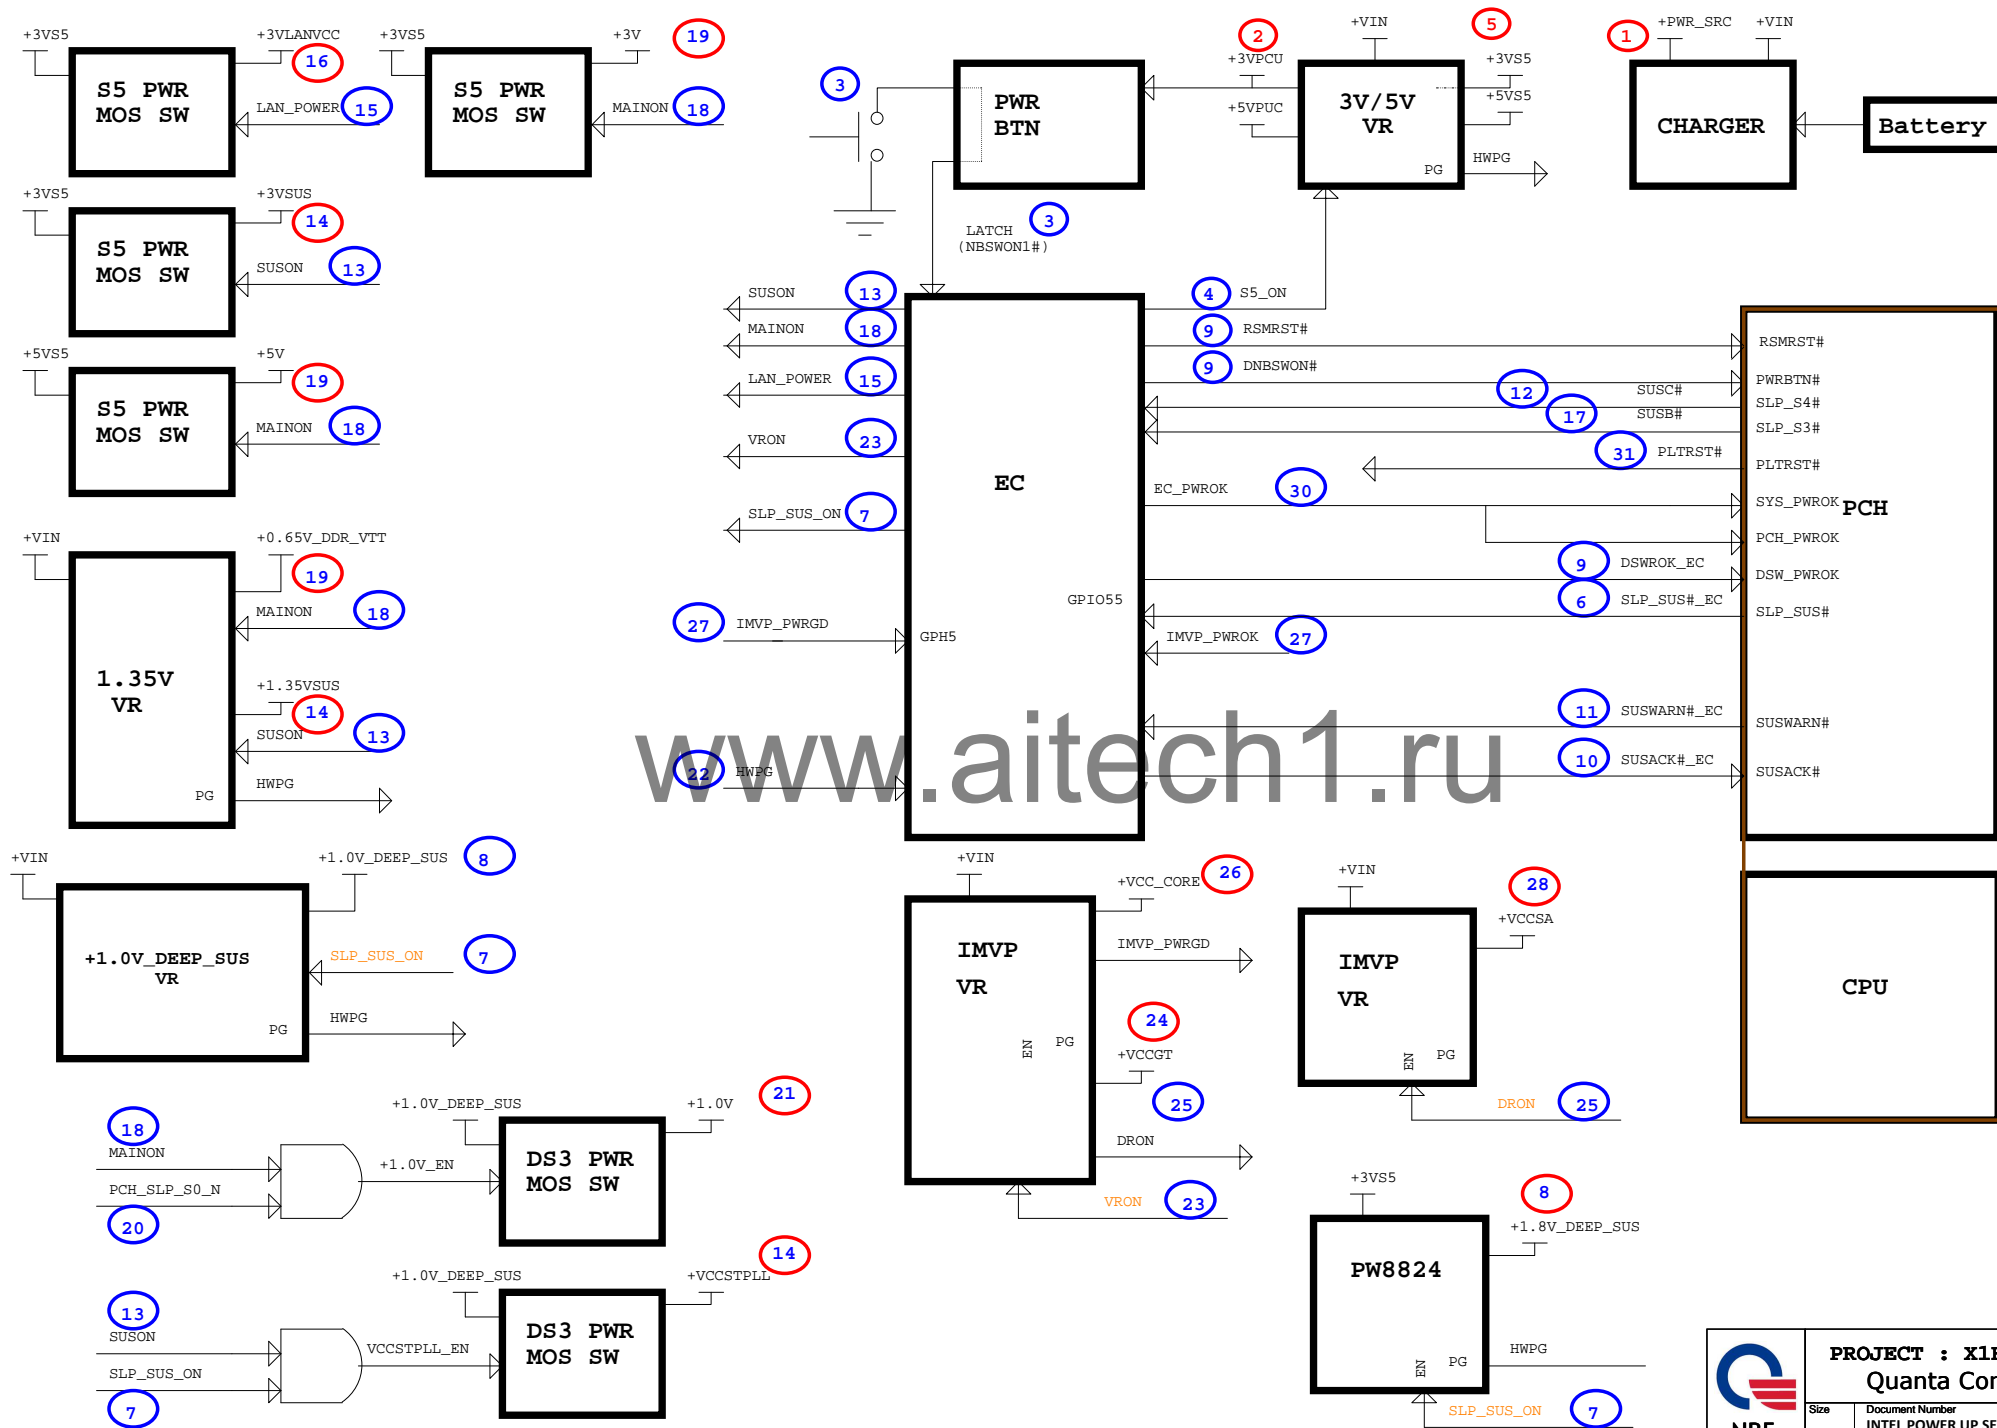 +3VS5
+3VLANVCC
16
S5 PWR
MOS SW
LAN_POWER
15
+3VS5
+3V
19
S5 PWR
MOS SW
MAINON
18
3
PWR
BTN
LATCH
(NBSWON1#)
3
2
+3VPCU
+5VPUC
+VIN
3V/5V
VR
PG
5
+3VS5
+5VS5
HWPG
1
+PWR_SRC
+VIN
CHARGER
Battery
+3VS5
+3VSUS
14
S5 PWR
MOS SW
SUSON
13
+5VS5
+5V
19
S5 PWR
MOS SW
MAINON
18
+VIN
+0.65V_DDR_VTT
19
MAINON
18
1.35V
VR
+1.35VSUS
14
SUSON
13
PG
HWPG
SUSON
13
MAINON
18
LAN_POWER
15
VRON
23
SLP_SUS_ON
7
27
IMVP_PWRGD
GPH5
22
HWPG
EC
GPIO55
4
S5_ON
9
RSMRST#
9
DNBSWON#
12
SUSC#
17
SUSB#
31
PLTRST#
EC_PWROK
30
9
DSWROK_EC
6
SLP_SUS#_EC
IMVP_PWROK
27
11
SUSWARN#_EC
10
SUSACK#_EC
RSMRST#
PWRBTN#
SLP_S4#
SLP_S3#
PLTRST#
SYS_PWROK
PCH
PCH_PWROK
DSW_PWROK
SLP_SUS#
SUSWARN#
SUSACK#
www.aitech1.ru
+VIN
+1.0V_DEEP_SUS
8
+1.0V_DEEP_SUS
VR
SLP_SUS_ON
7
PG
HWPG
+VIN
+VCC_CORE
26
IMVP
VR
IMVP_PWRGD
24
EN
PG
+VCCGT
25
DRON
VRON
23
+VIN
28
+VCCSA
IMVP
VR
EN
PG
DRON
25
CPU
18
MAINON
PCH_SLP_S0_N
20
+1.0V_EN
+1.0V_DEEP_SUS
+1.0V
21
DS3 PWR
MOS SW
13
SUSON
SLP_SUS_ON
7
VCCSTPLL_EN
+1.0V_DEEP_SUS
+VCCSTPLL
14
DS3 PWR
MOS SW
+3VS5
8
+1.8V_DEEP_SUS
PW8824
EN
PG
HWPG
SLP_SUS_ON
7
PROJECT : X1
Quanta Co
Size
Document Number
INTEL POWER UP SE